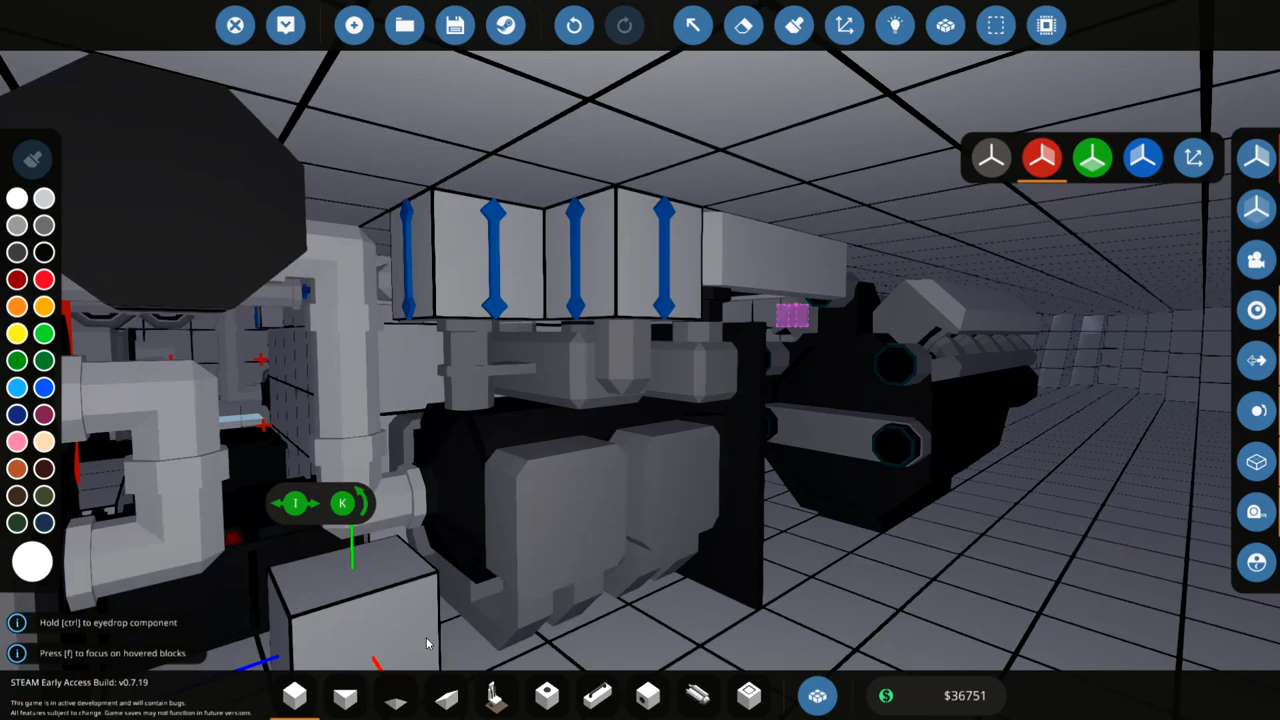 I K
Hold [ctrl] to eyedrop component
Press [f] to focus on hovered blocks
STEAM Early Access Build: v0.7.19
This game is in active development and will contain bugs.
All features subject to change. Game saves may not function in future versions.
$ $36751